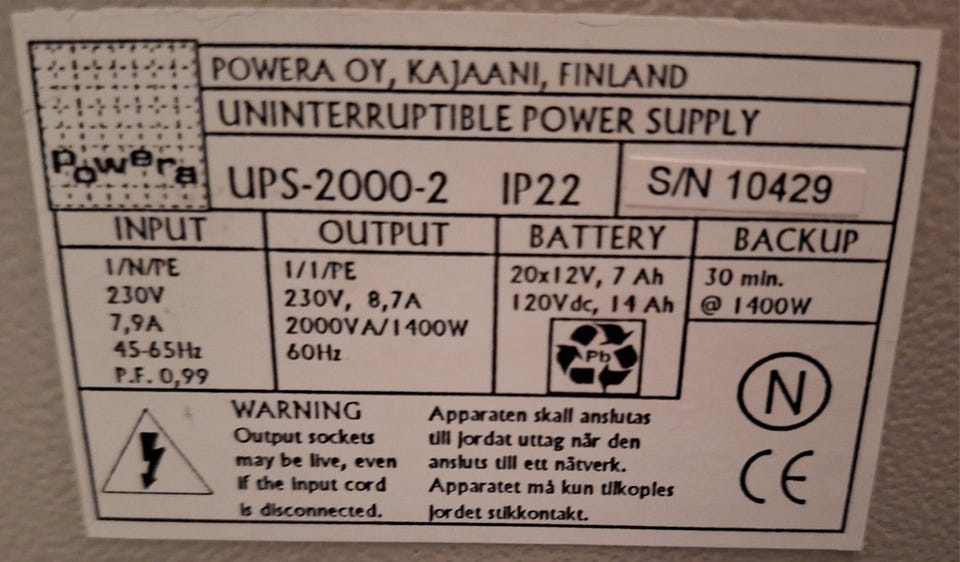 POWERA OY, KAJAANI, FINLAND
UNINTERRUPTIBLE POWER SUPPLY
Powera
UPS-2000-2 IP22 S/N 10429
INPUT OUTPUT BATTERY BACKUP
1/N/PE 1/1/PE 20x12V, 7 Ah 30 min.
230V 230V, 8,7A 120Vdc, 14 Ah @ 1400W
7,9A 2000VA/1400W
45-65Hz 60Hz Pb
P.F. 0,99
N
WARNING
Output sockets
may be live, even
if the input cord
is disconnected.
Apparaten skall anslutas
till jordat uttag når den
ansluts till ett nåtverk.
Apparatet må kun tilkoples
jordet stikkontakt.
CE